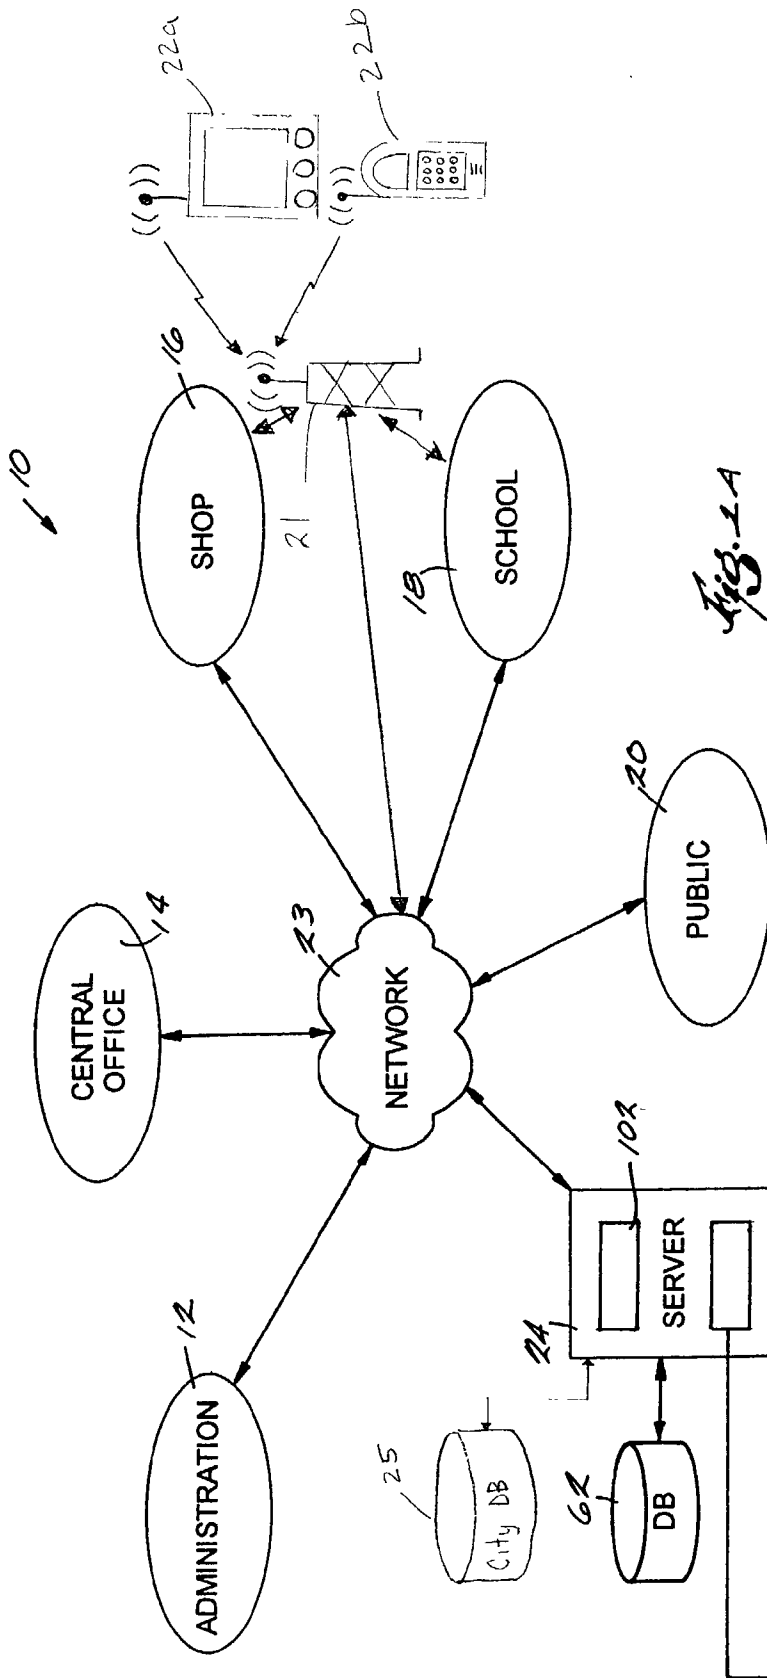 10
ADMINISTRATION
12
CENTRAL
OFFICE
14
SHOP
16
22a
22b
21
NETWORK
23
SCHOOL
18
PUBLIC
20
City DB
25
DB
62
SERVER
24
102
Fig. 1A